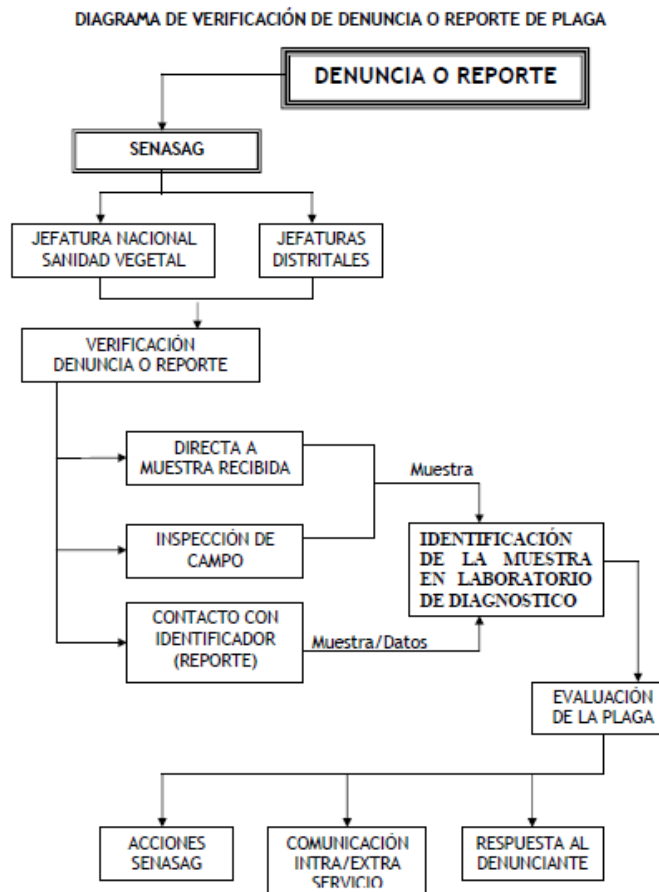 DIAGRAMA DE VERIFICACIÓN DE DENUNCIA O REPORTE DE PLAGA
DENUNCIA O REPORTE
SENASAG
JEFATURA NACIONAL
SANIDAD VEGETAL
JEFATURAS
DISTRITALES
VERIFICACIÓN
DENUNCIA O REPORTE
DIRECTA A
MUESTRA RECIBIDA
Muestra
INSPECCIÓN DE
CAMPO
IDENTIFICACIÓN
DE LA MUESTRA
EN LABORATORIO
DE DIAGNOSTICO
CONTACTO CON
IDENTIFICADOR
(REPORTE)
Muestra/Datos
EVALUACIÓN
DE LA PLAGA
ACCIONES
SENASAG
COMUNICACIÓN
INTRA/EXTRA
SERVICIO
RESPUESTA AL
DENUNCIANTE